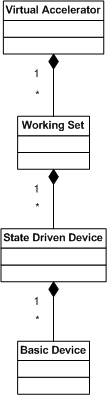 Virtual Accelerator
1
*
Working Set
1
*
State Driven Device
1
*
Basic Device